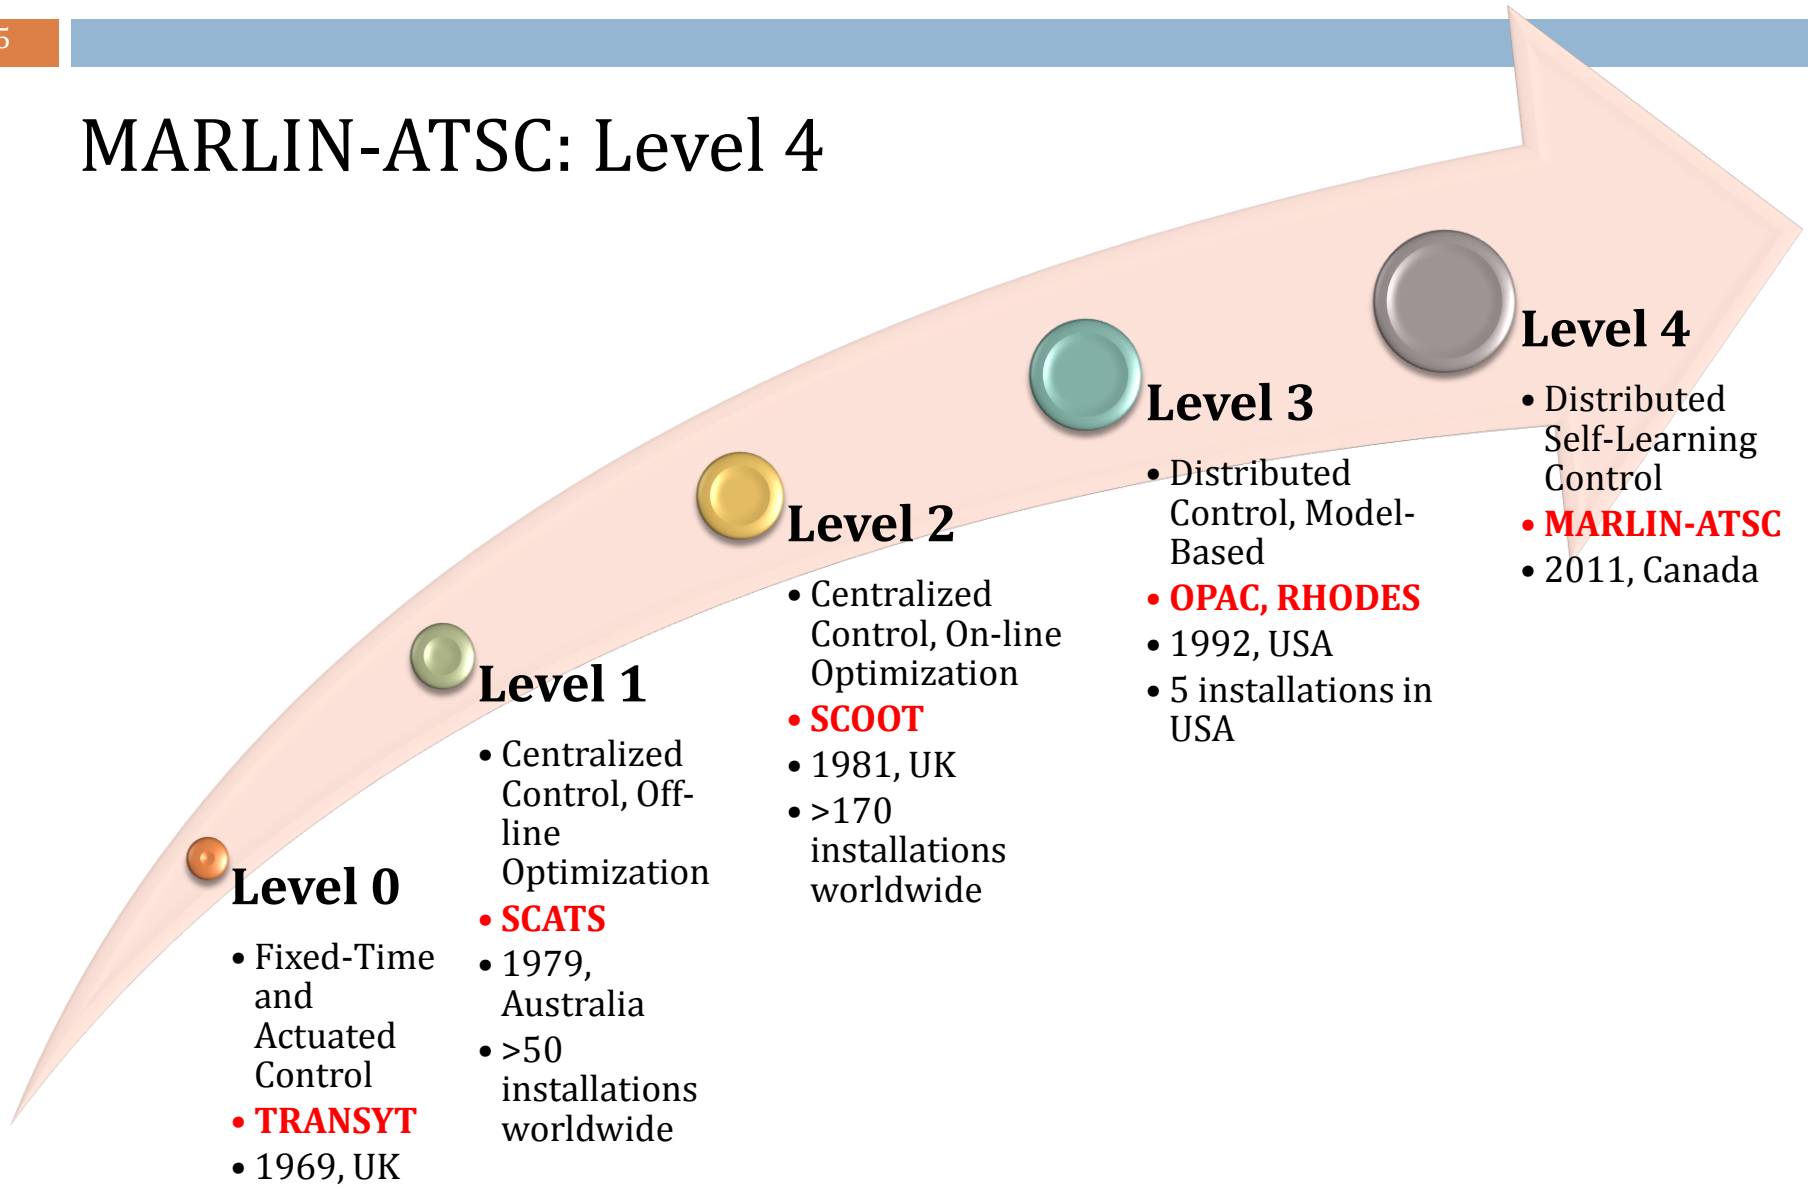 5
MARLIN-ATSC: Level 4
Level 0
• Fixed-Time
and
Actuated
Control
• TRANSYT
• 1969, UK
Level 1
• Centralized
Control, Off-
line
Optimization
• SCATS
• 1979,
Australia
• >50
installations
worldwide
Level 2
• Centralized
Control, On-line
Optimization
• SCOOT
• 1981, UK
• >170
installations
worldwide
Level 3
• Distributed
Control, Model-
Based
• OPAC, RHODES
• 1992, USA
• 5 installations in
USA
Level 4
• Distributed
Self-Learning
Control
• MARLIN-ATSC
• 2011, Canada